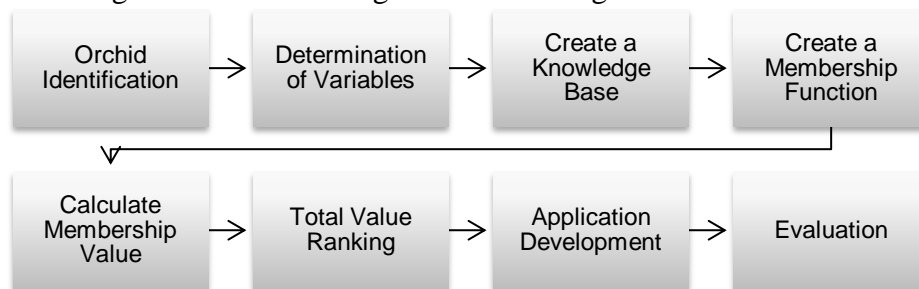 Orchid
Identification
Determination
of Variables
Create a
Knowledge
Base
Create a
Membership
Function
Calculate
Membership
Value
Total Value
Ranking
Application
Development
Evaluation